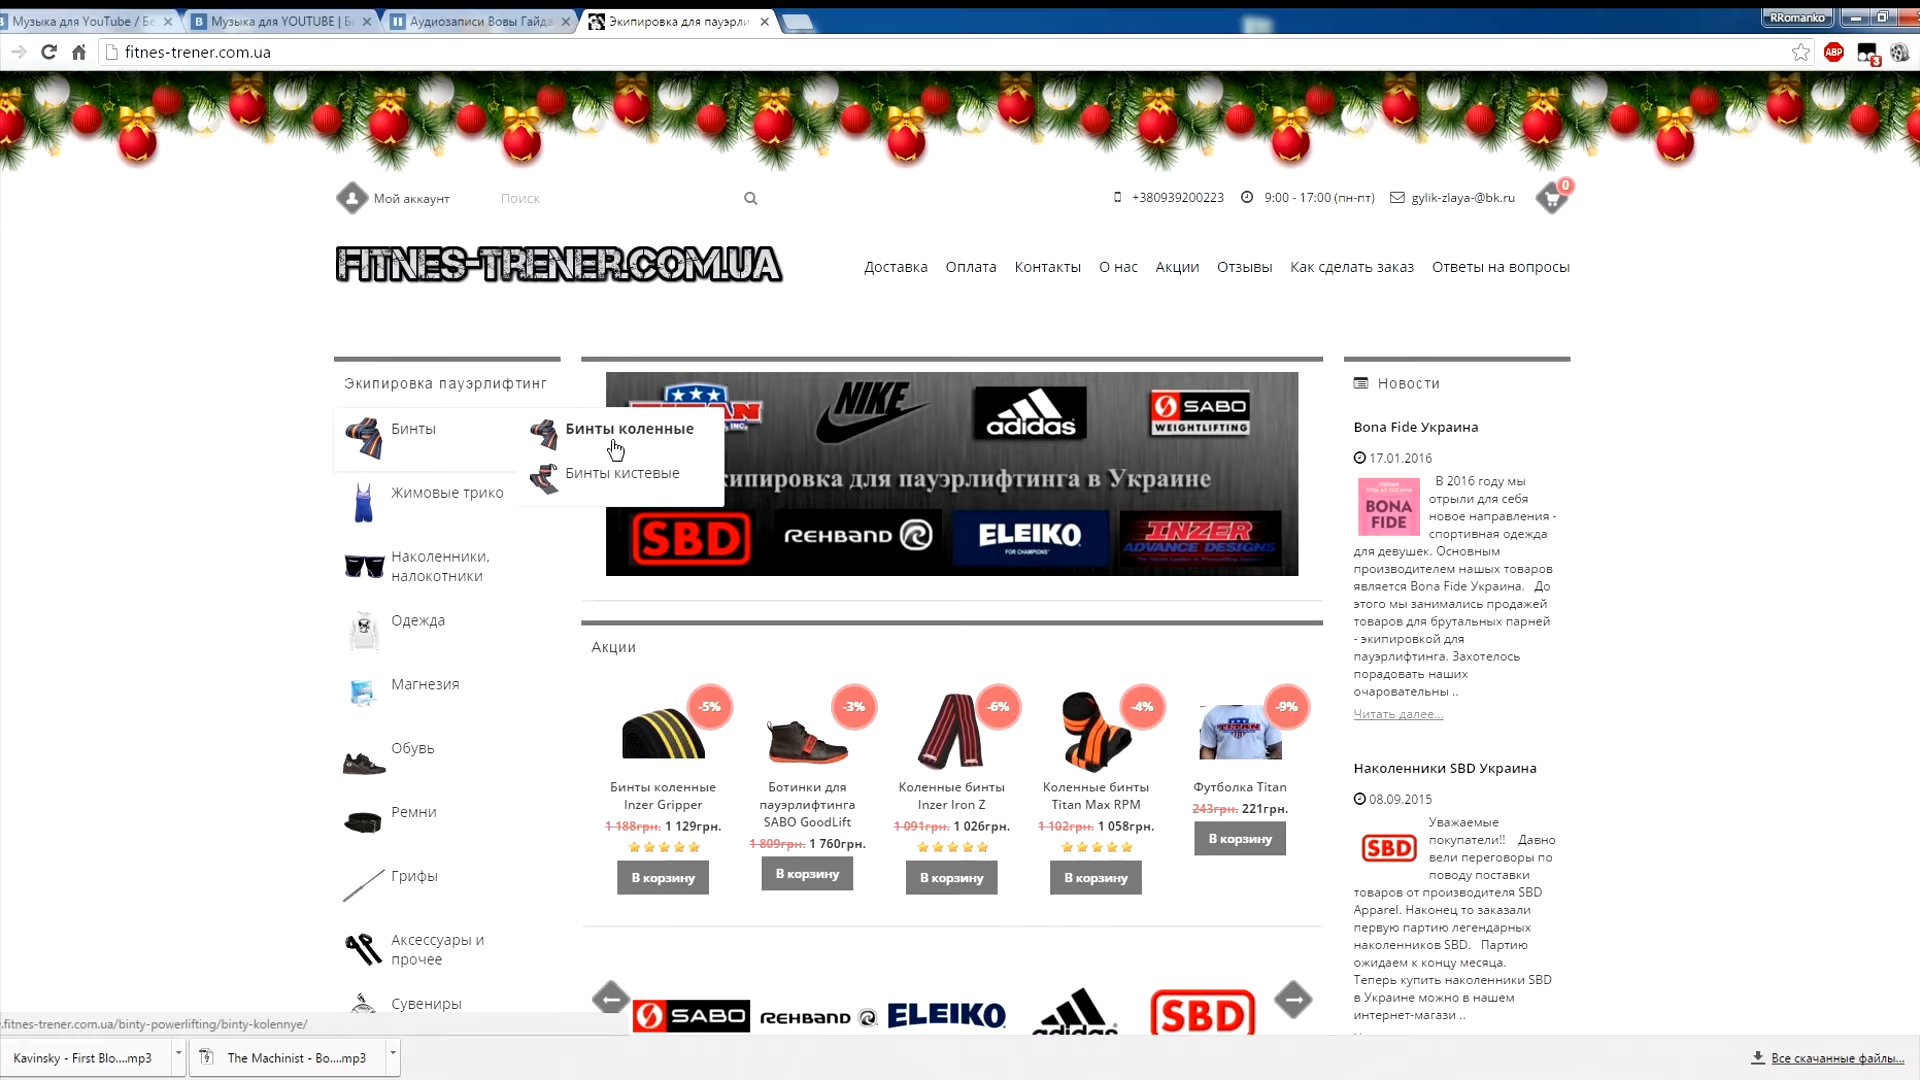 Музыка для YouTube / Бе
Музыка для YOUTUBE | Б
Аудиозаписи Вовы Гайда
Экипировка для пауэрли
RRomanko
fitnes-trener.com.ua
ABP
3
Мой аккаунт
Поиск
+380939200223
9:00 - 17:00 (пн-пт)
gylik-zlaya-@bk.ru
0
FITNES-TRENER.COM.UA
Доставка
Оплата
Контакты
О нас
Акции
Отзывы
Как сделать заказ
Ответы на вопросы
Экипировка пауэрлифтинг
Бинты
Бинты коленные
Бинты кистевые
Жимовые трико
Наколенники,
налокотники
Одежда
Магнезия
Обувь
Ремни
Грифы
Аксессуары и
прочее
Сувениры
NIKE
adidas
SABO
WEIGHTLIFTING
кипировка для пауэрлифтинга в Украине
SBD
REHBAND
ELEIKO
FOR CHAMPIONS
INZER
ADVANCE DESIGNS
Акции
-5%
Бинты коленные
Inzer Gripper
1 188грн. 1 129грн.
В корзину
-3%
Ботинки для
пауэрлифтинга
SABO GoodLift
1 809грн. 1 760грн.
В корзину
-6%
Коленные бинты
Inzer Iron Z
1 091грн. 1 026грн.
В корзину
-4%
Коленные бинты
Titan Max RPM
1 102грн. 1 058грн.
В корзину
TITAN
-9%
Футболка Titan
243грн. 221грн.
В корзину
SABO
REHBAND
ELEIKO
adidas
SBD
Новости
Bona Fide Украина
17.01.2016
BONA
FIDE
В 2016 году мы
отрыли для себя
новое направления -
спортивная одежда
для девушек. Основным
производителем нашых товаров
является Bona Fide Украина. До
этого мы занимались продажей
товаров для брутальных парней
- экипировкой для
пауэрлифтинга. Захотелось
порадовать наших
очаровательны ..
Читать далее...
Наколенники SBD Украина
08.09.2015
SBD
Уважаемые
покупатели!! Давно
вели переговоры по
поводу поставки
товаров от производителя SBD
Apparel. Наконец то заказали
первую партию легендарных
наколенников SBD. Партию
ожидаем к концу месяца.
Теперь купить наколенники SBD
в Украине можно в нашем
интернет-магази ..
.fitnes-trener.com.ua/binty-powerlifting/binty-kolennye/
Kavinsky - First Blo....mp3
The Machinist - Bo....mp3
Все скачанные файлы...